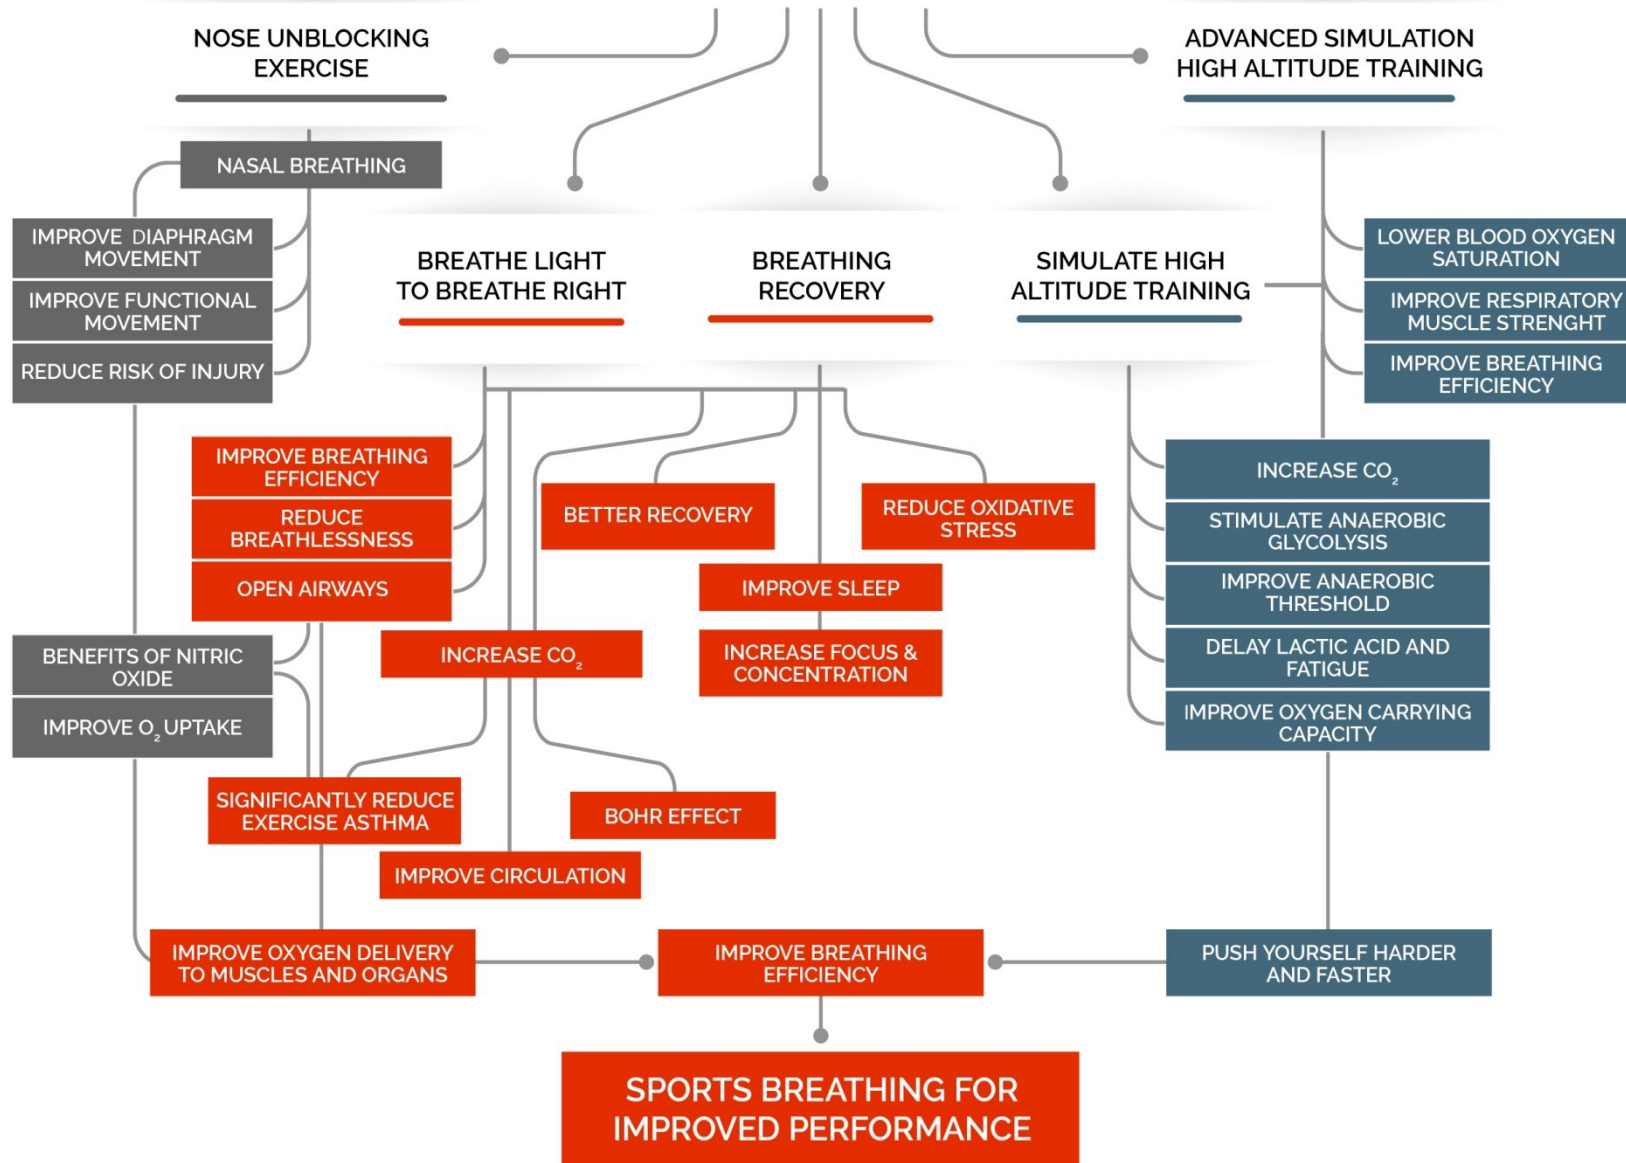 NOSE UNBLOCKING
EXERCISE
ADVANCED SIMULATION
HIGH ALTITUDE TRAINING
NASAL BREATHING
IMPROVE DIAPHRAGM
MOVEMENT
IMPROVE FUNCTIONAL
MOVEMENT
REDUCE RISK OF INJURY
BREATHE LIGHT
TO BREATHE RIGHT
BREATHING
RECOVERY
SIMULATE HIGH
ALTITUDE TRAINING
LOWER BLOOD OXYGEN
SATURATION
IMPROVE RESPIRATORY
MUSCLE STRENGHT
IMPROVE BREATHING
EFFICIENCY
IMPROVE BREATHING
EFFICIENCY
REDUCE
BREATHLESSNESS
OPEN AIRWAYS
BETTER RECOVERY
REDUCE OXIDATIVE
STRESS
IMPROVE SLEEP
INCREASE FOCUS &
CONCENTRATION
INCREASE CO₂
INCREASE CO₂
STIMULATE ANAEROBIC
GLYCOLYSIS
IMPROVE ANAEROBIC
THRESHOLD
DELAY LACTIC ACID AND
FATIGUE
IMPROVE OXYGEN CARRYING
CAPACITY
BENEFITS OF NITRIC
OXIDE
IMPROVE O₂ UPTAKE
SIGNIFICANTLY REDUCE
EXERCISE ASTHMA
BOHR EFFECT
IMPROVE CIRCULATION
IMPROVE OXYGEN DELIVERY
TO MUSCLES AND ORGANS
IMPROVE BREATHING
EFFICIENCY
PUSH YOURSELF HARDER
AND FASTER
SPORTS BREATHING FOR
IMPROVED PERFORMANCE